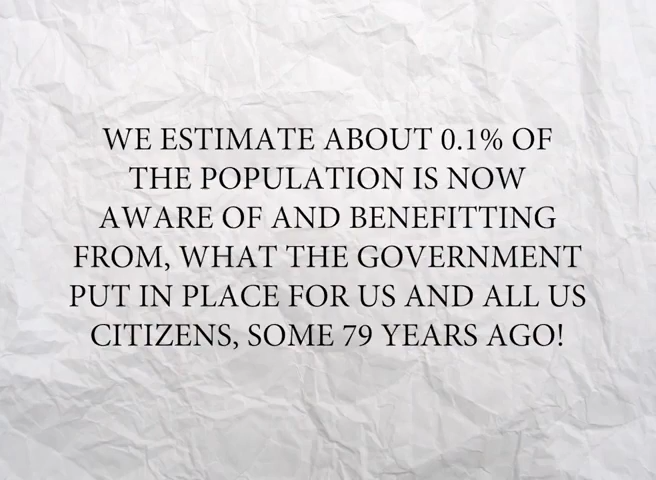 WE ESTIMATE ABOUT 0.1% OF
THE POPULATION IS NOW
AWARE OF AND BENEFITTING
FROM, WHAT THE GOVERNMENT
PUT IN PLACE FOR US AND ALL US
CITIZENS, SOME 79 YEARS AGO!